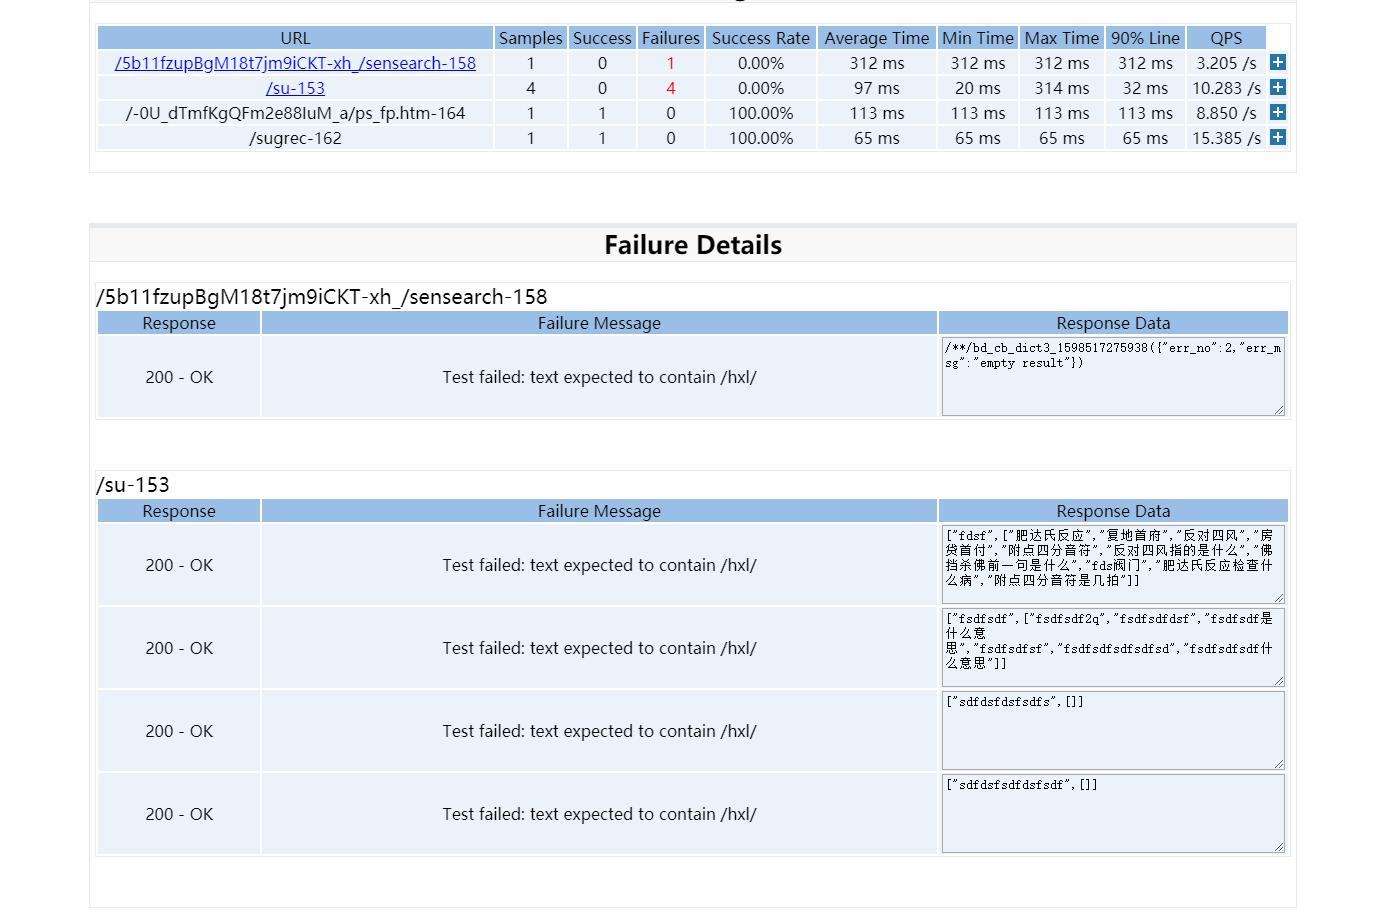 URL Samples Success Failures Success Rate Average Time Min Time Max Time 90% Line QPS
/5b11fzupBgM18t7jm9iCKT-xh_/sensearch-158 1 0 1 0.00% 312 ms 312 ms 312 ms 312 ms 3.205 /s
/su-153 4 0 4 0.00% 97 ms 20 ms 314 ms 32 ms 10.283 /s
/-0U_dTmfKgQFm2e88IuM_a/ps_fp.htm-164 1 1 0 100.00% 113 ms 113 ms 113 ms 113 ms 8.850 /s
/sugrec-162 1 1 0 100.00% 65 ms 65 ms 65 ms 65 ms 15.385 /s
Failure Details
/5b11fzupBgM18t7jm9iCKT-xh_/sensearch-158
Response Failure Message Response Data
200 - OK Test failed: text expected to contain /hxl/
/**/bd_cb_dict3_1598517275938({"err_no":2,"err_m
sg":"empty result"})
/su-153
Response Failure Message Response Data
200 - OK Test failed: text expected to contain /hxl/
["fdsf",["肥达氏反应","复地首府","反对四风","房
贷首付","附点四分音符","反对四风指的是什么","佛
挡杀佛前一句是什么","fds阀门","肥达氏反应检查什
么病","附点四分音符是几拍"]]
200 - OK Test failed: text expected to contain /hxl/
["fsdfsdf",["fsdfsdf2q","fsdfsdfdsf","fsdfsdf是
什么意
思","fsdfsdfsf","fsdfsdfsdfsdfsd","fsdfsdfsdf什
么意思"]]
200 - OK Test failed: text expected to contain /hxl/
["sdfdsfdsfsdfs",[]]
200 - OK Test failed: text expected to contain /hxl/
["sdfdsfsdfdsfsdf",[]]